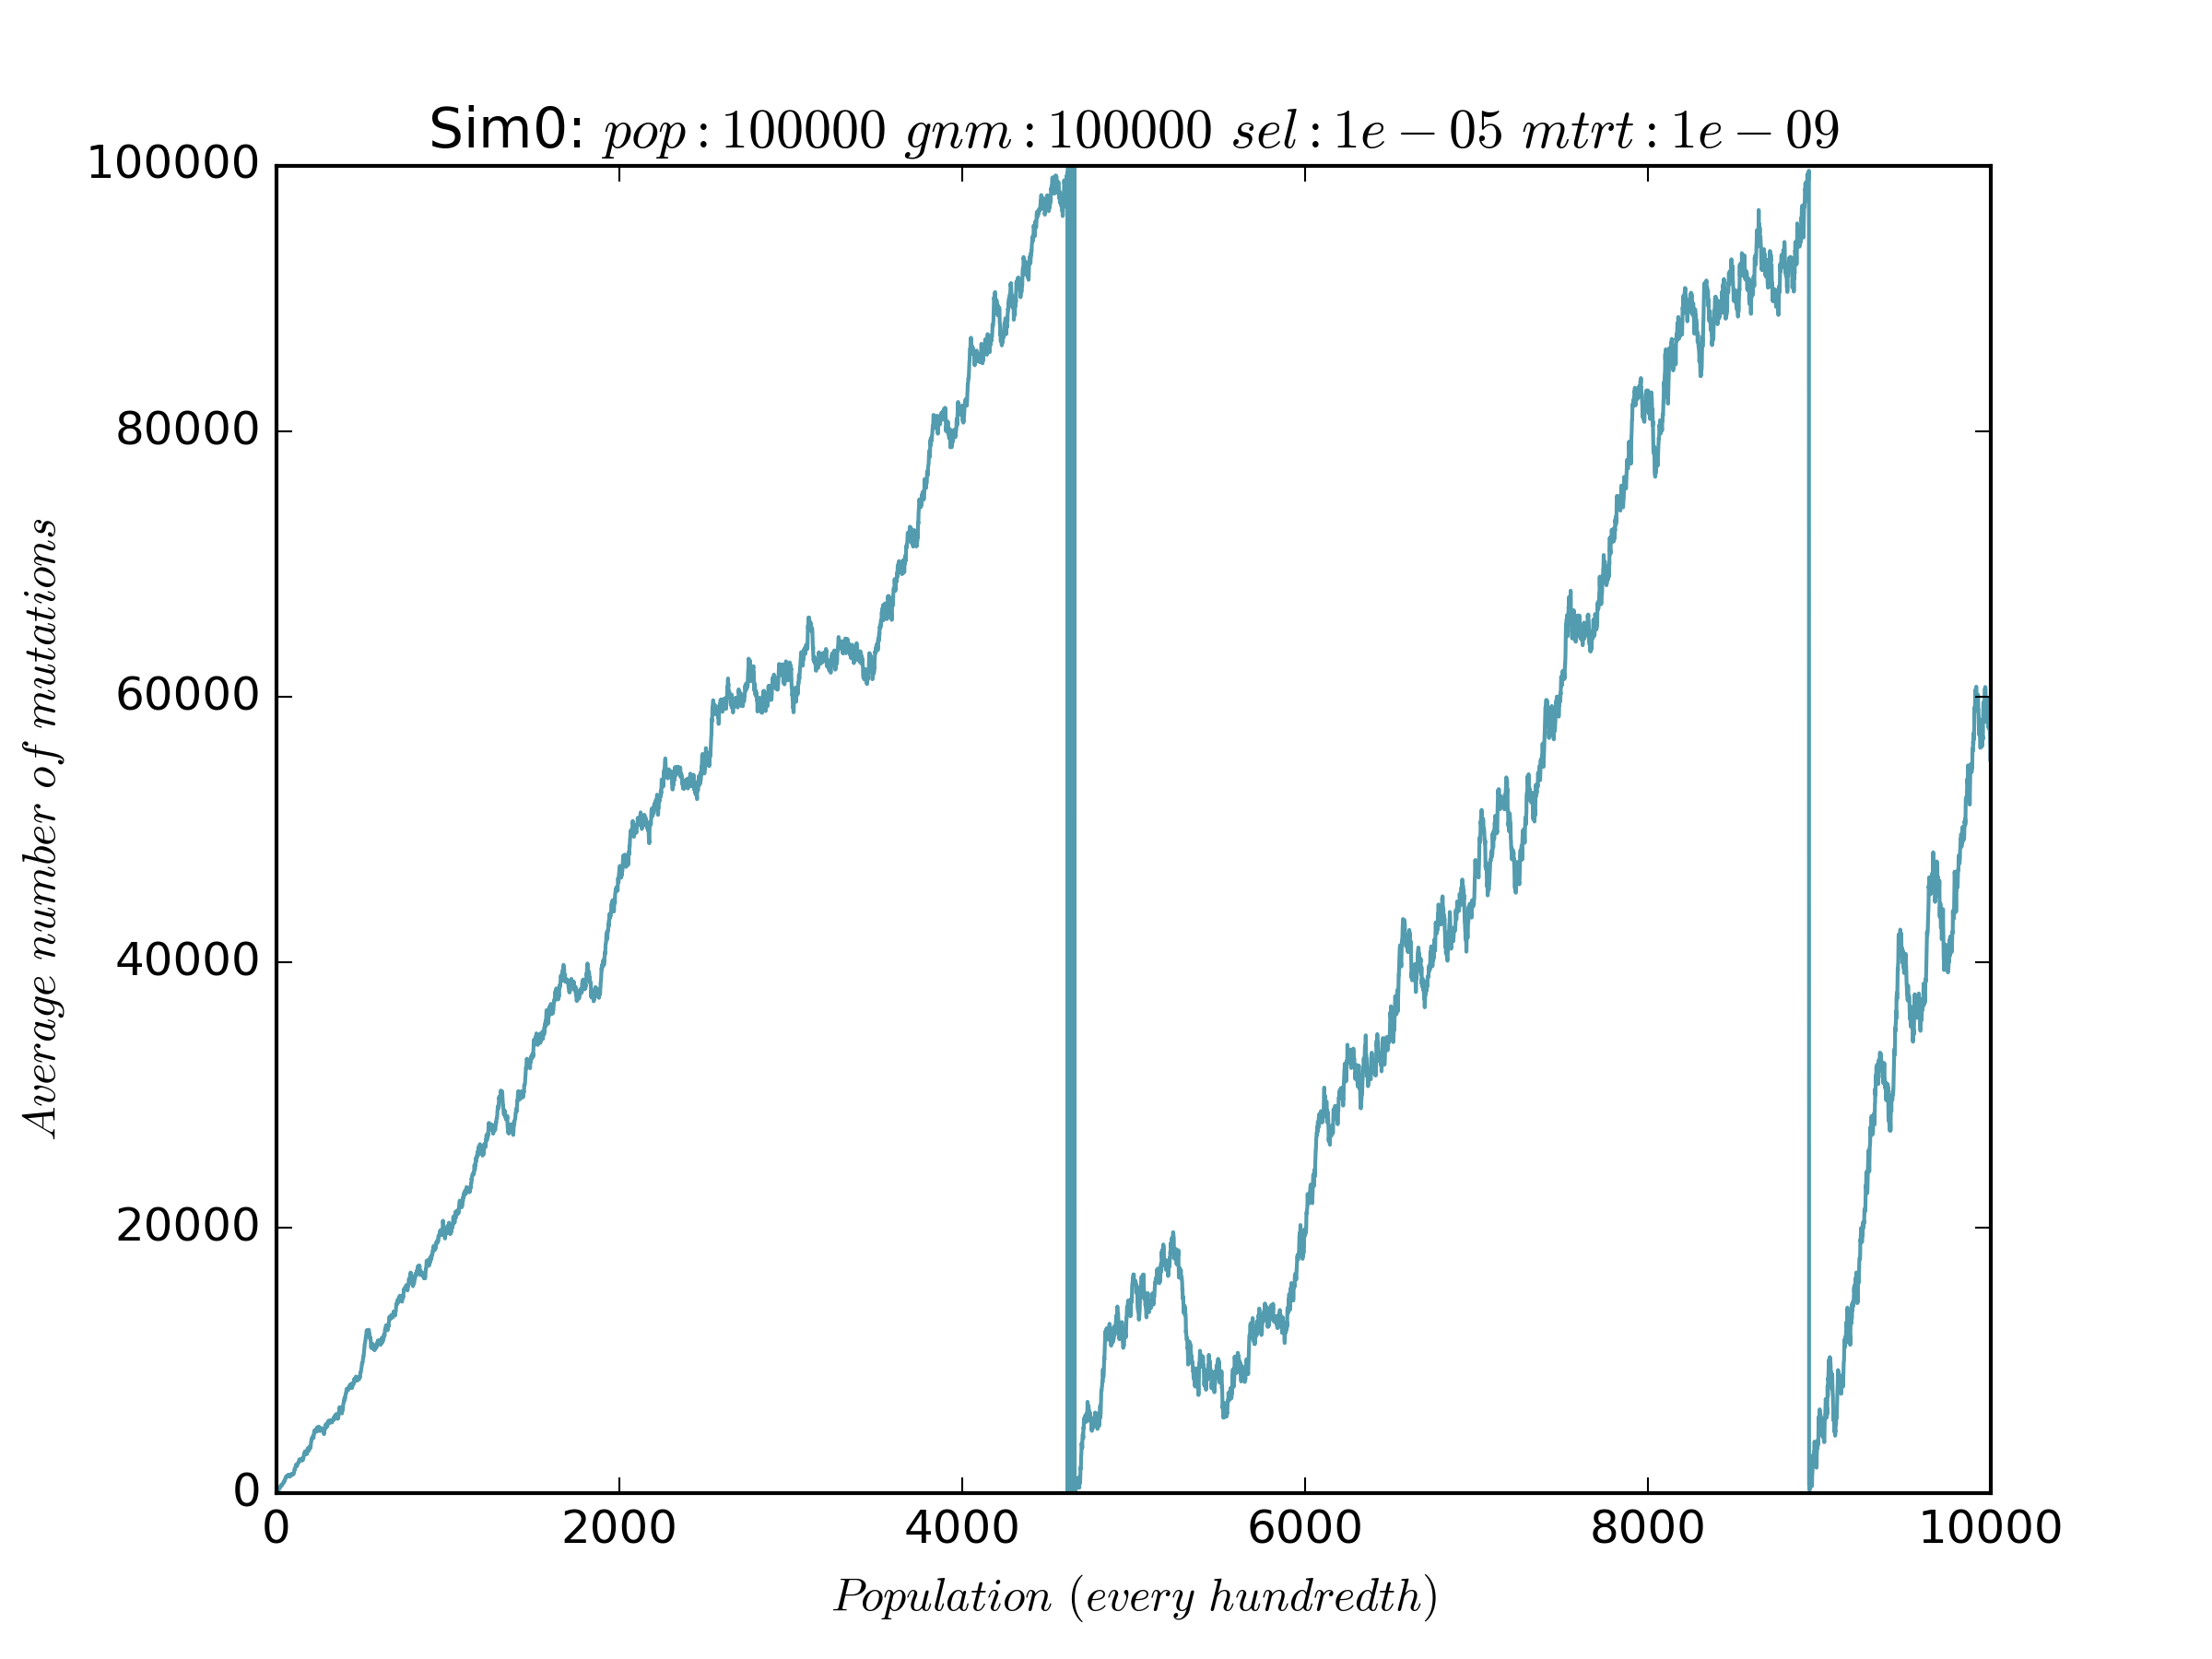 Sim0: pop : 100000 gnm : 100000 sel : 1e − 05 mtrt : 1e − 09
100000
80000
60000
40000
20000
0
Average number of mutations
0 2000 4000 6000 8000 10000
Population (every hundredth)